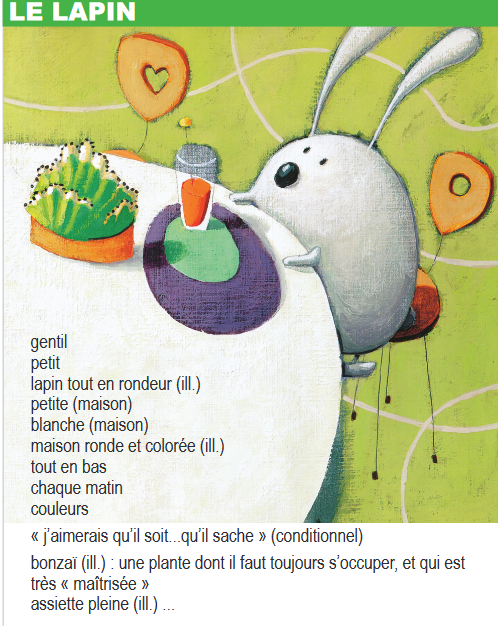 LE LAPIN
gentil
petit
lapin tout en rondeur (ill.)
petite (maison)
blanche (maison)
maison ronde et colorée (ill.)
tout en bas
chaque matin
couleurs
« j’aimerais qu’il soit...qu’il sache » (conditionnel)
bonzaï (ill.) : une plante dont il faut toujours s’occuper, et qui est
très « maîtrisée »
assiette pleine (ill.) ...